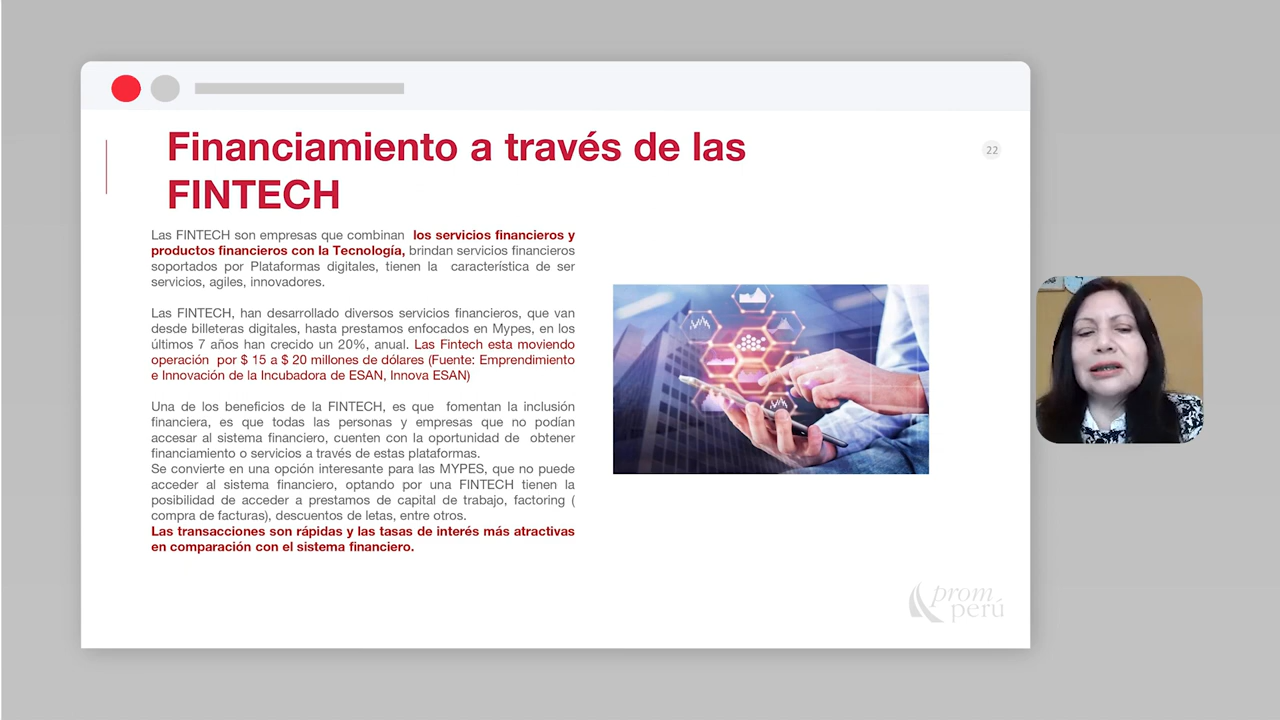 Financiamiento a través de las
FINTECH
22
Las FINTECH son empresas que combinan los servicios financieros y
productos financieros con la Tecnología, brindan servicios financieros
soportados por Plataformas digitales, tienen la característica de ser
servicios, agiles, innovadores.
Las FINTECH, han desarrollado diversos servicios financieros, que van
desde billeteras digitales, hasta prestamos enfocados en Mypes, en los
últimos 7 años han crecido un 20%, anual. Las Fintech esta moviendo
operación por $ 15 a $ 20 millones de dólares (Fuente: Emprendimiento
e Innovación de la Incubadora de ESAN, Innova ESAN)
Una de los beneficios de la FINTECH, es que fomentan la inclusión
financiera, es que todas las personas y empresas que no podían
accesar al sistema financiero, cuenten con la oportunidad de obtener
financiamiento o servicios a través de estas plataformas.
Se convierte en una opción interesante para las MYPES, que no puede
acceder al sistema financiero, optando por una FINTECH tienen la
posibilidad de acceder a prestamos de capital de trabajo, factoring (
compra de facturas), descuentos de letas, entre otros.
Las transacciones son rápidas y las tasas de interés más atractivas
en comparación con el sistema financiero.
prom
perú